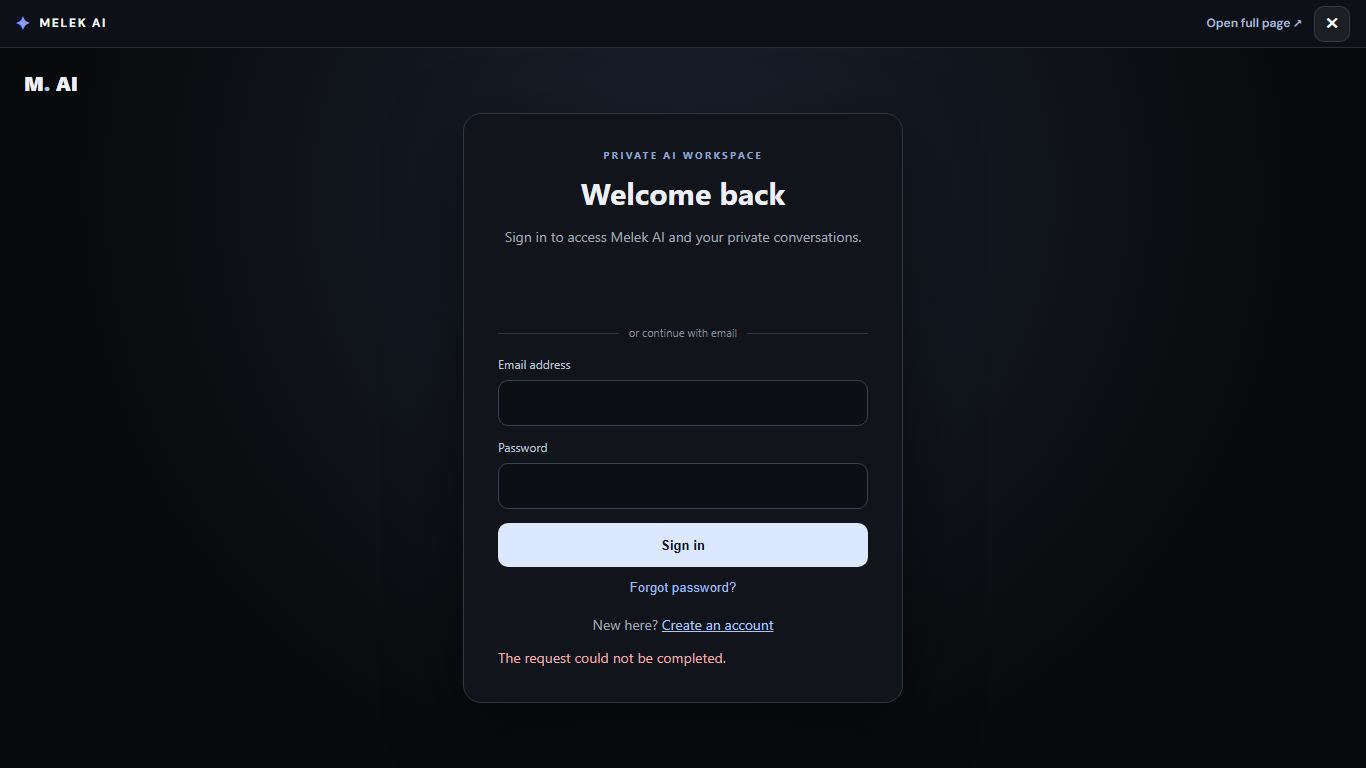 MELEK AI
Open full page ↗
×
M. AI
PRIVATE AI WORKSPACE
Welcome back
Sign in to access Melek AI and your private conversations.
or continue with email
Email address
Password
Sign in
Forgot password?
New here? Create an account
The request could not be completed.